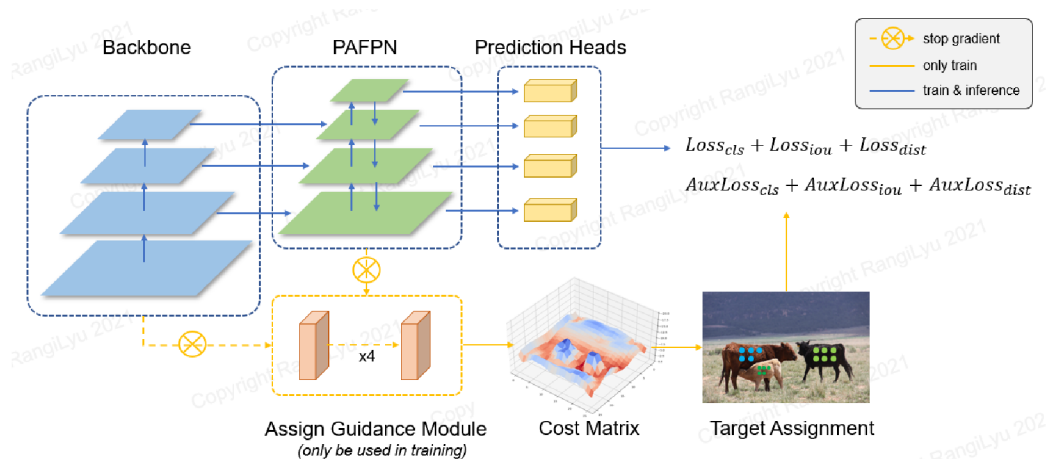 Copyright RangiLyu 2021
Backbone
PAFPN
Prediction Heads
stop gradient
only train
train & inference
Loss_cls + Loss_iou + Loss_dist
AuxLoss_cls + AuxLoss_iou + AuxLoss_dist
x4
Assign Guidance Module
(only be used in training)
Cost Matrix
Target Assignment